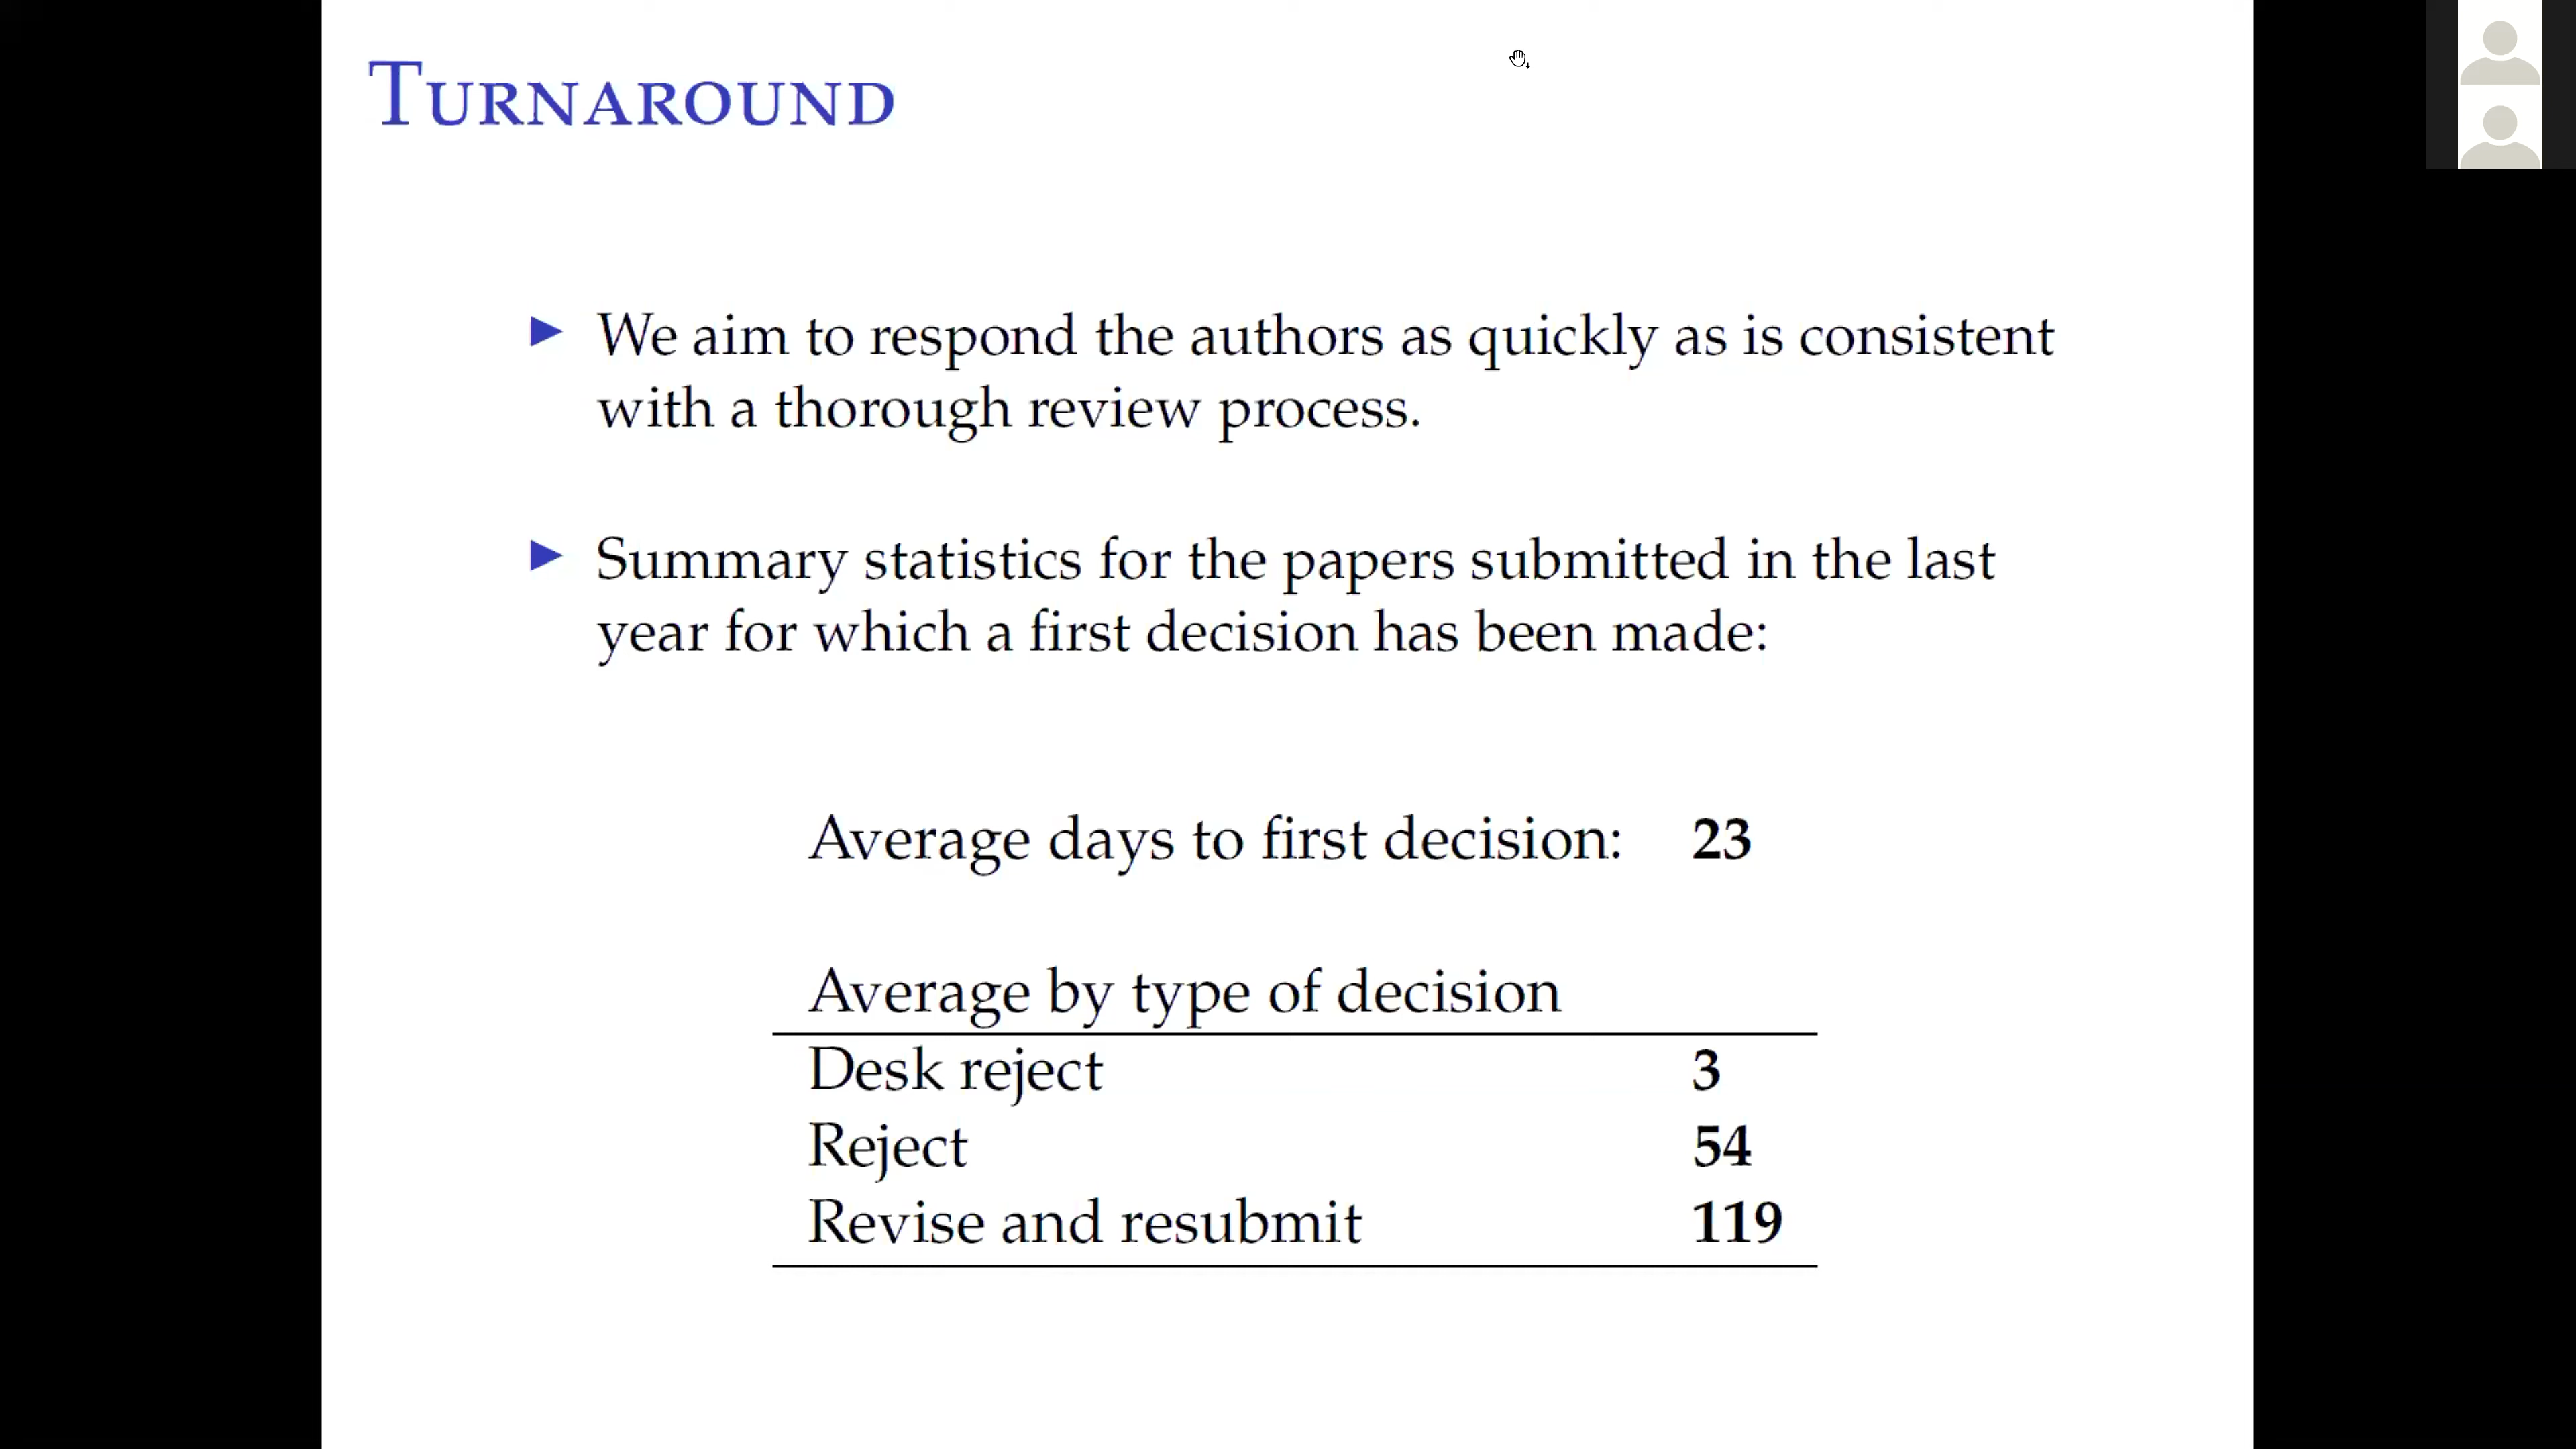 TURNAROUND
► We aim to respond the authors as quickly as is consistent
with a thorough review process.
► Summary statistics for the papers submitted in the last
year for which a first decision has been made:
Average days to first decision: 23
Average by type of decision
Desk reject 3
Reject 54
Revise and resubmit 119